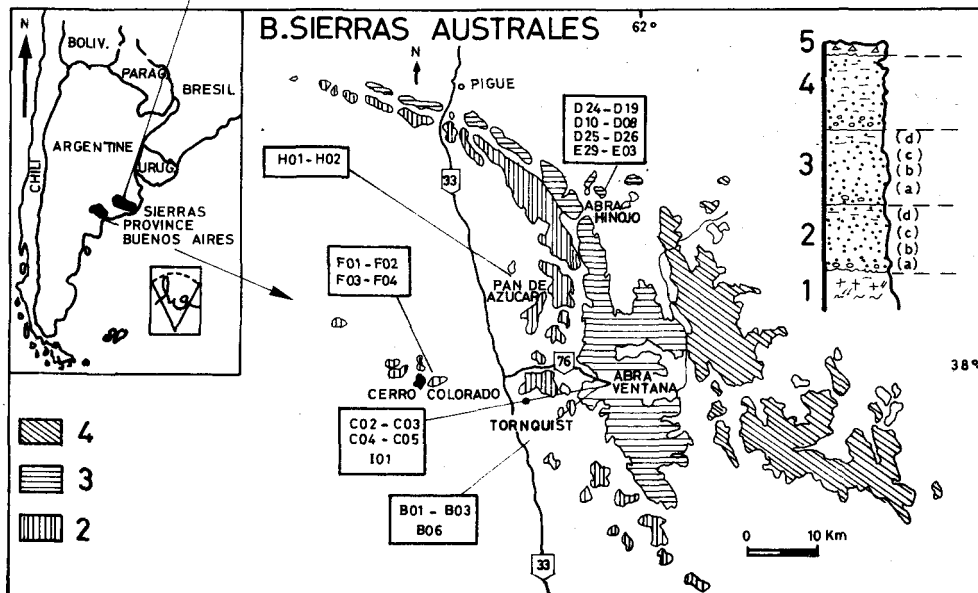 B. SIERRAS AUSTRALES
62°
N
BOLIV.
PARAG.
BRESIL
ARGENTINE
CHILI
URUG.
SIERRAS
PROVINCE
BUENOS AIRES
N
PIGUE
33
D24-D19
D10-D08
D25-D26
E29-E03
H01-H02
ABRA
HINOJO
F01-F02
F03-F04
PAN DE
AZUCAR
76
38°
CERRO COLORADO
ABRA
VENTANA
TORNQUIST
C02-C03
C04-C05
I01
B01-B03
B06
33
0 10 Km
4
3
2
5
4
3
(d)
(c)
(b)
(a)
2
(d)
(c)
(b)
(a)
1